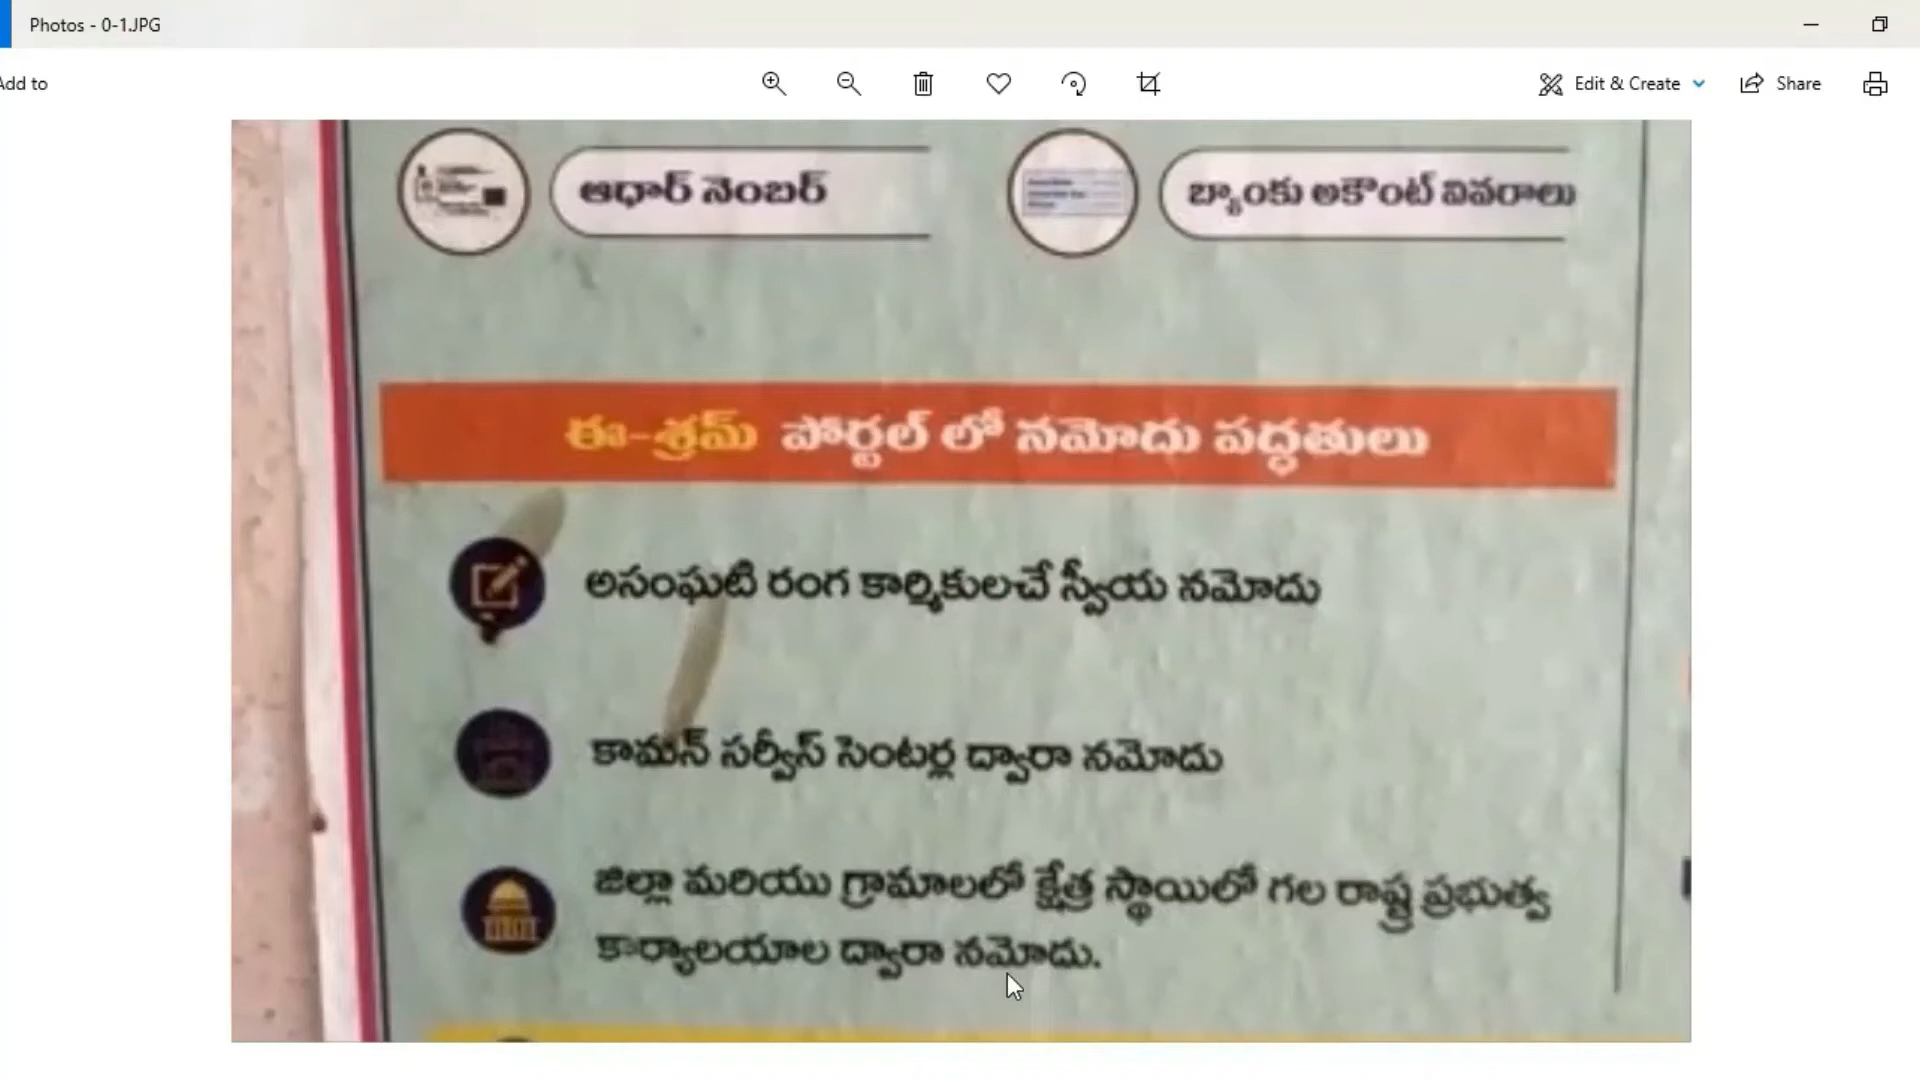 Photos - 0-1.JPG
Add to
Edit & Create
Share
ఆధార్ నెంబర్
బ్యాంకు అకౌంట్ వివరాలు
ఈ-శ్రమ్ పోర్టల్ లో నమోదు పద్ధతులు
అసంఘటి రంగ కార్మికులచే స్వీయ నమోదు
కామన్ సర్వీస్ సెంటర్ల ద్వారా నమోదు
జిల్లా మరియు గ్రామాలలో క్షేత్ర స్థాయిలో గల రాష్ట్ర ప్రభుత్వ
కార్యాలయాల ద్వారా నమోదు.